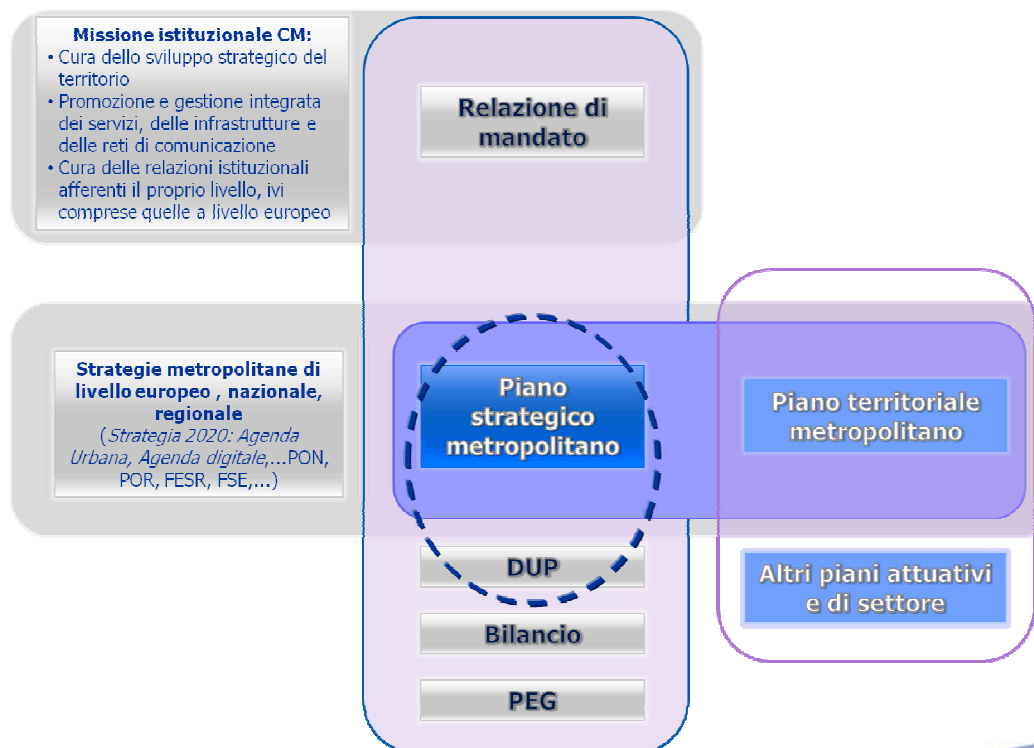 Missione istituzionale CM:
• Cura dello sviluppo strategico del
territorio
• Promozione e gestione integrata
dei servizi, delle infrastrutture e
delle reti di comunicazione
• Cura delle relazioni istituzionali
afferenti il proprio livello, ivi
comprese quelle a livello europeo
Relazione di
mandato
Strategie metropolitane di
livello europeo , nazionale,
regionale
(Strategia 2020: Agenda
Urbana, Agenda digitale,...PON,
POR, FESR, FSE,...)
Piano
strategico
metropolitano
Piano territoriale
metropolitano
DUP
Altri piani attuativi
e di settore
Bilancio
PEG